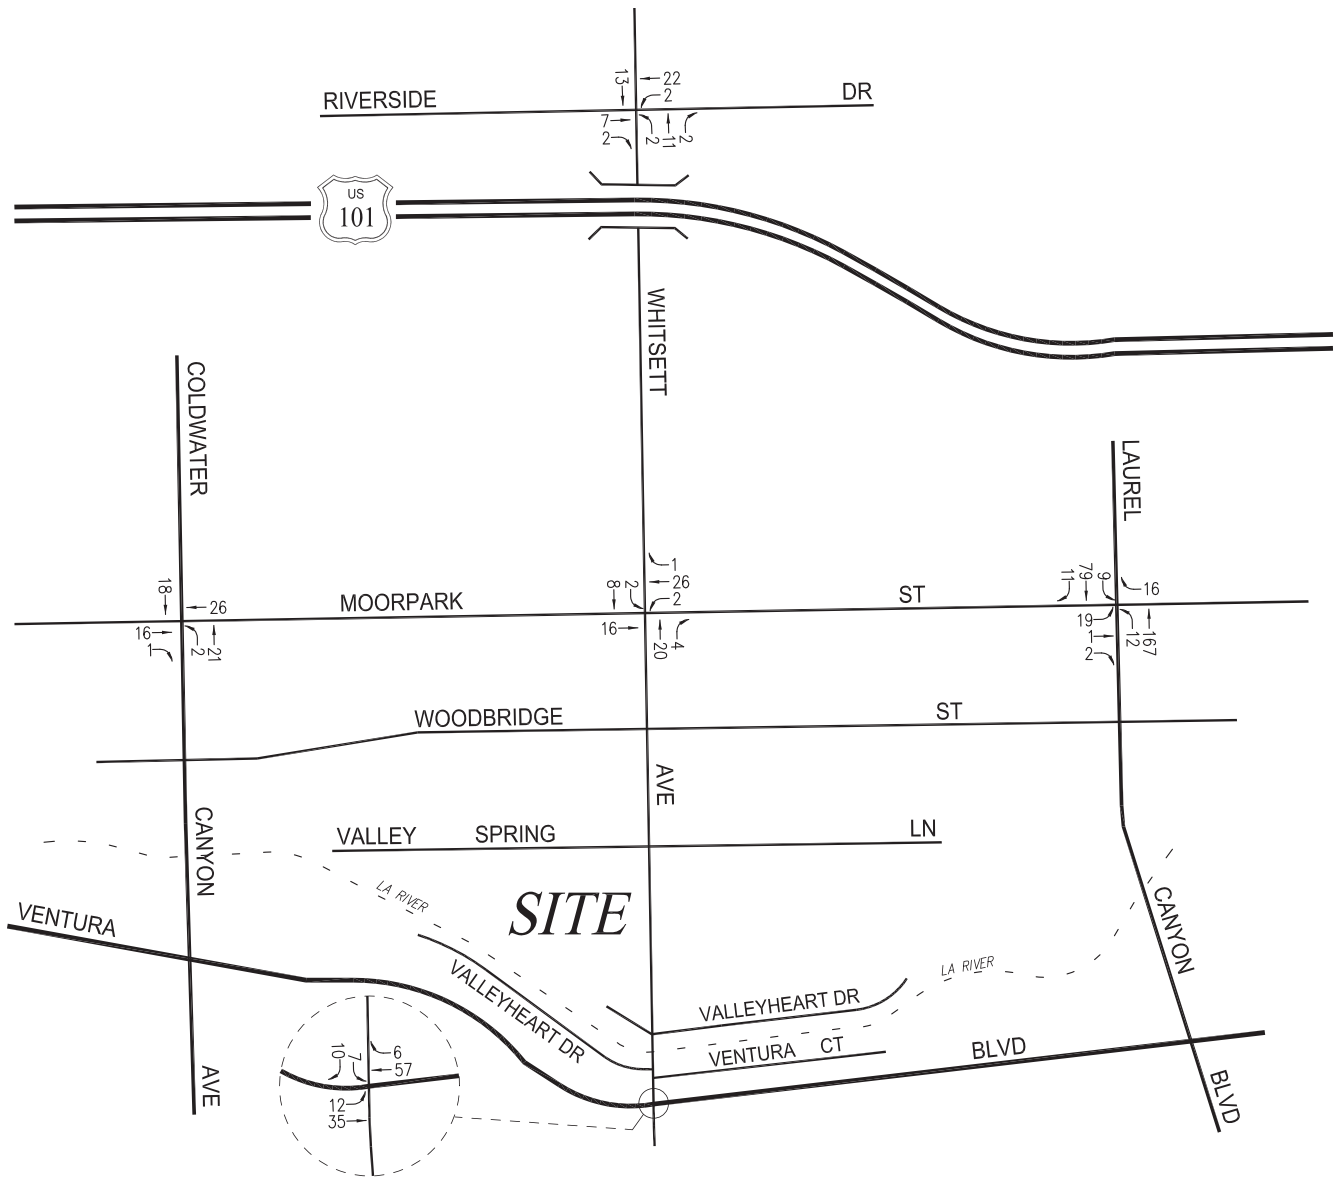 13
22
2
RIVERSIDE DR
7
2
2
11
2
US
101
WHITSETT
COLDWATER
LAUREL
18
26
16
1
2
21
MOORPARK ST
8
2
1
26
2
16
20
4
11
79
9
16
19
1
2
12
167
WOODBRIDGE ST
AVE
CANYON
VALLEY SPRING LN
LA RIVER
SITE
VENTURA
CANYON
VALLEYHEART DR
LA RIVER
VALLEYHEART DR
VENTURA CT
BLVD
10
7
6
57
12
35
AVE
BLVD